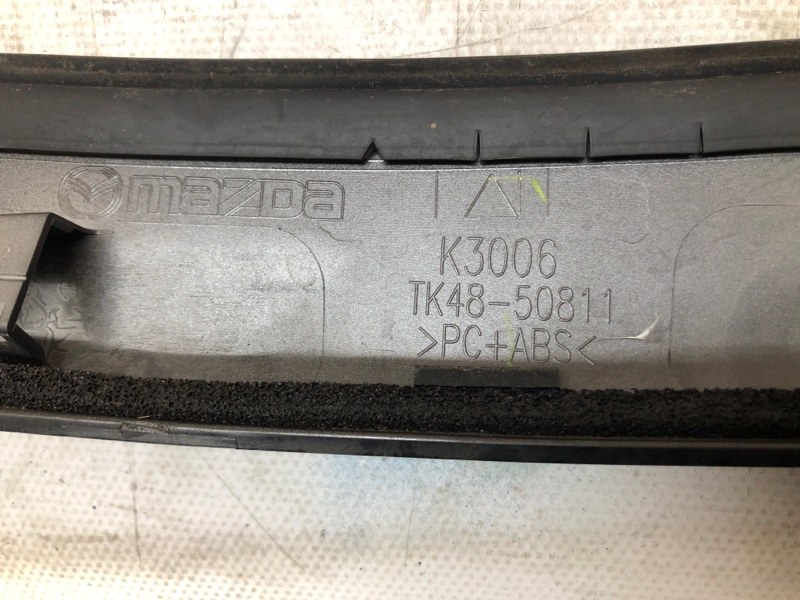 mazda
K3006
TK48-50811
>PC+ABS<